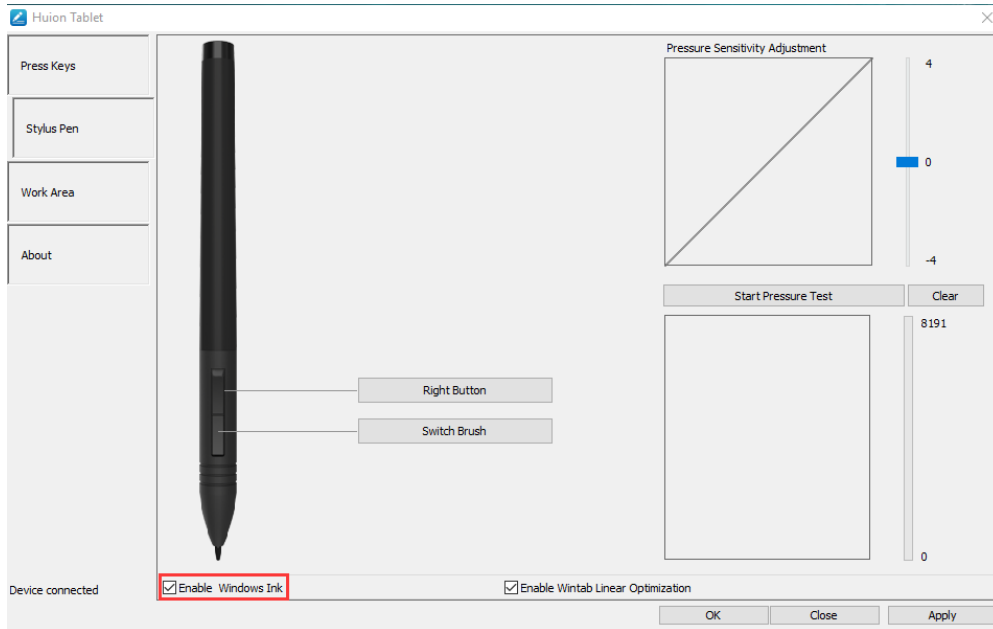 Huion Tablet
Press Keys
Stylus Pen
Work Area
About
Device connected
Right Button
Switch Brush
Pressure Sensitivity Adjustment
4
0
-4
Start Pressure Test
Clear
8191
0
Enable Windows Ink
Enable Wintab Linear Optimization
OK
Close
Apply